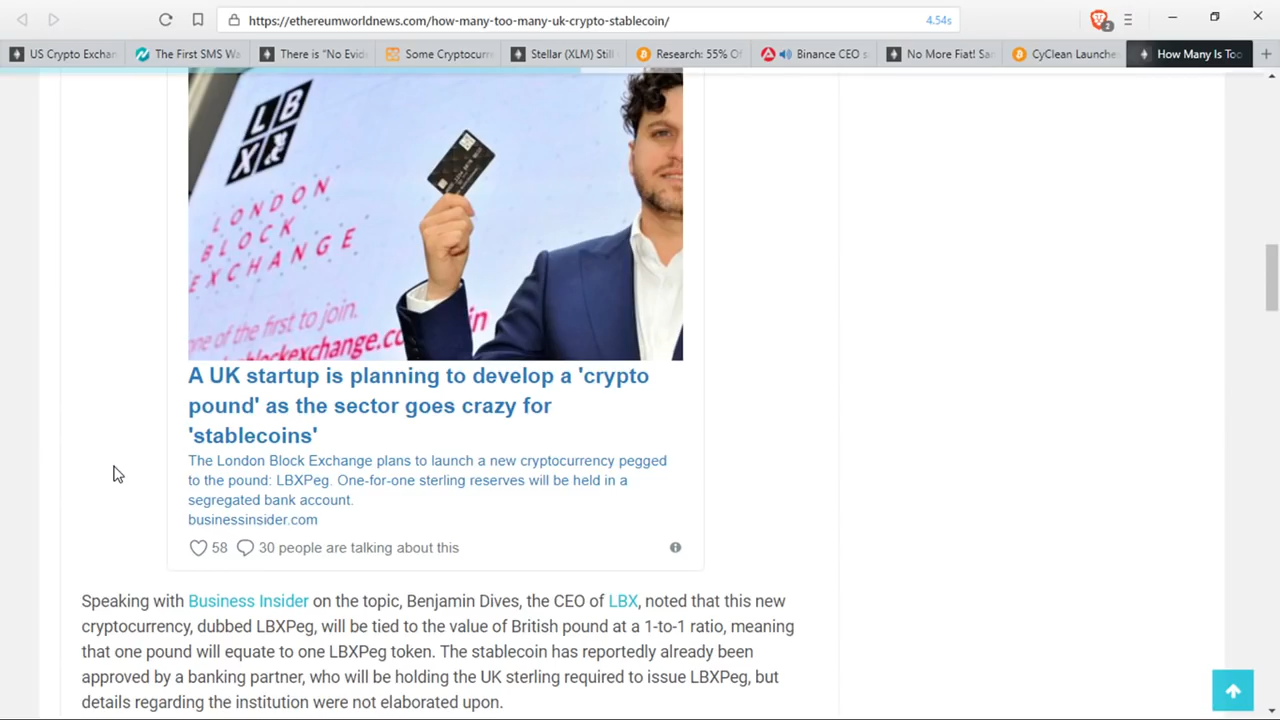 https://ethereumworldnews.com/how-many-too-many-uk-crypto-stablecoin/
4.54s
2
US Crypto Exchan
The First SMS Wa
There is “No Evid
Some Cryptocurre
Stellar (XLM) Still
Research: 55% Of
Binance CEO s
No More Fiat! Sa
CyClean Launche
How Many Is Too
L B
X
LONDON
BLOCK
EXCHANGE
one of the first to join.
A UK startup is planning to develop a 'crypto
pound' as the sector goes crazy for
'stablecoins'
The London Block Exchange plans to launch a new cryptocurrency pegged
to the pound: LBXPeg. One-for-one sterling reserves will be held in a
segregated bank account.
businessinsider.com
58
30 people are talking about this
Speaking with Business Insider on the topic, Benjamin Dives, the CEO of LBX, noted that this new
cryptocurrency, dubbed LBXPeg, will be tied to the value of British pound at a 1-to-1 ratio, meaning
that one pound will equate to one LBXPeg token. The stablecoin has reportedly already been
approved by a banking partner, who will be holding the UK sterling required to issue LBXPeg, but
details regarding the institution were not elaborated upon.